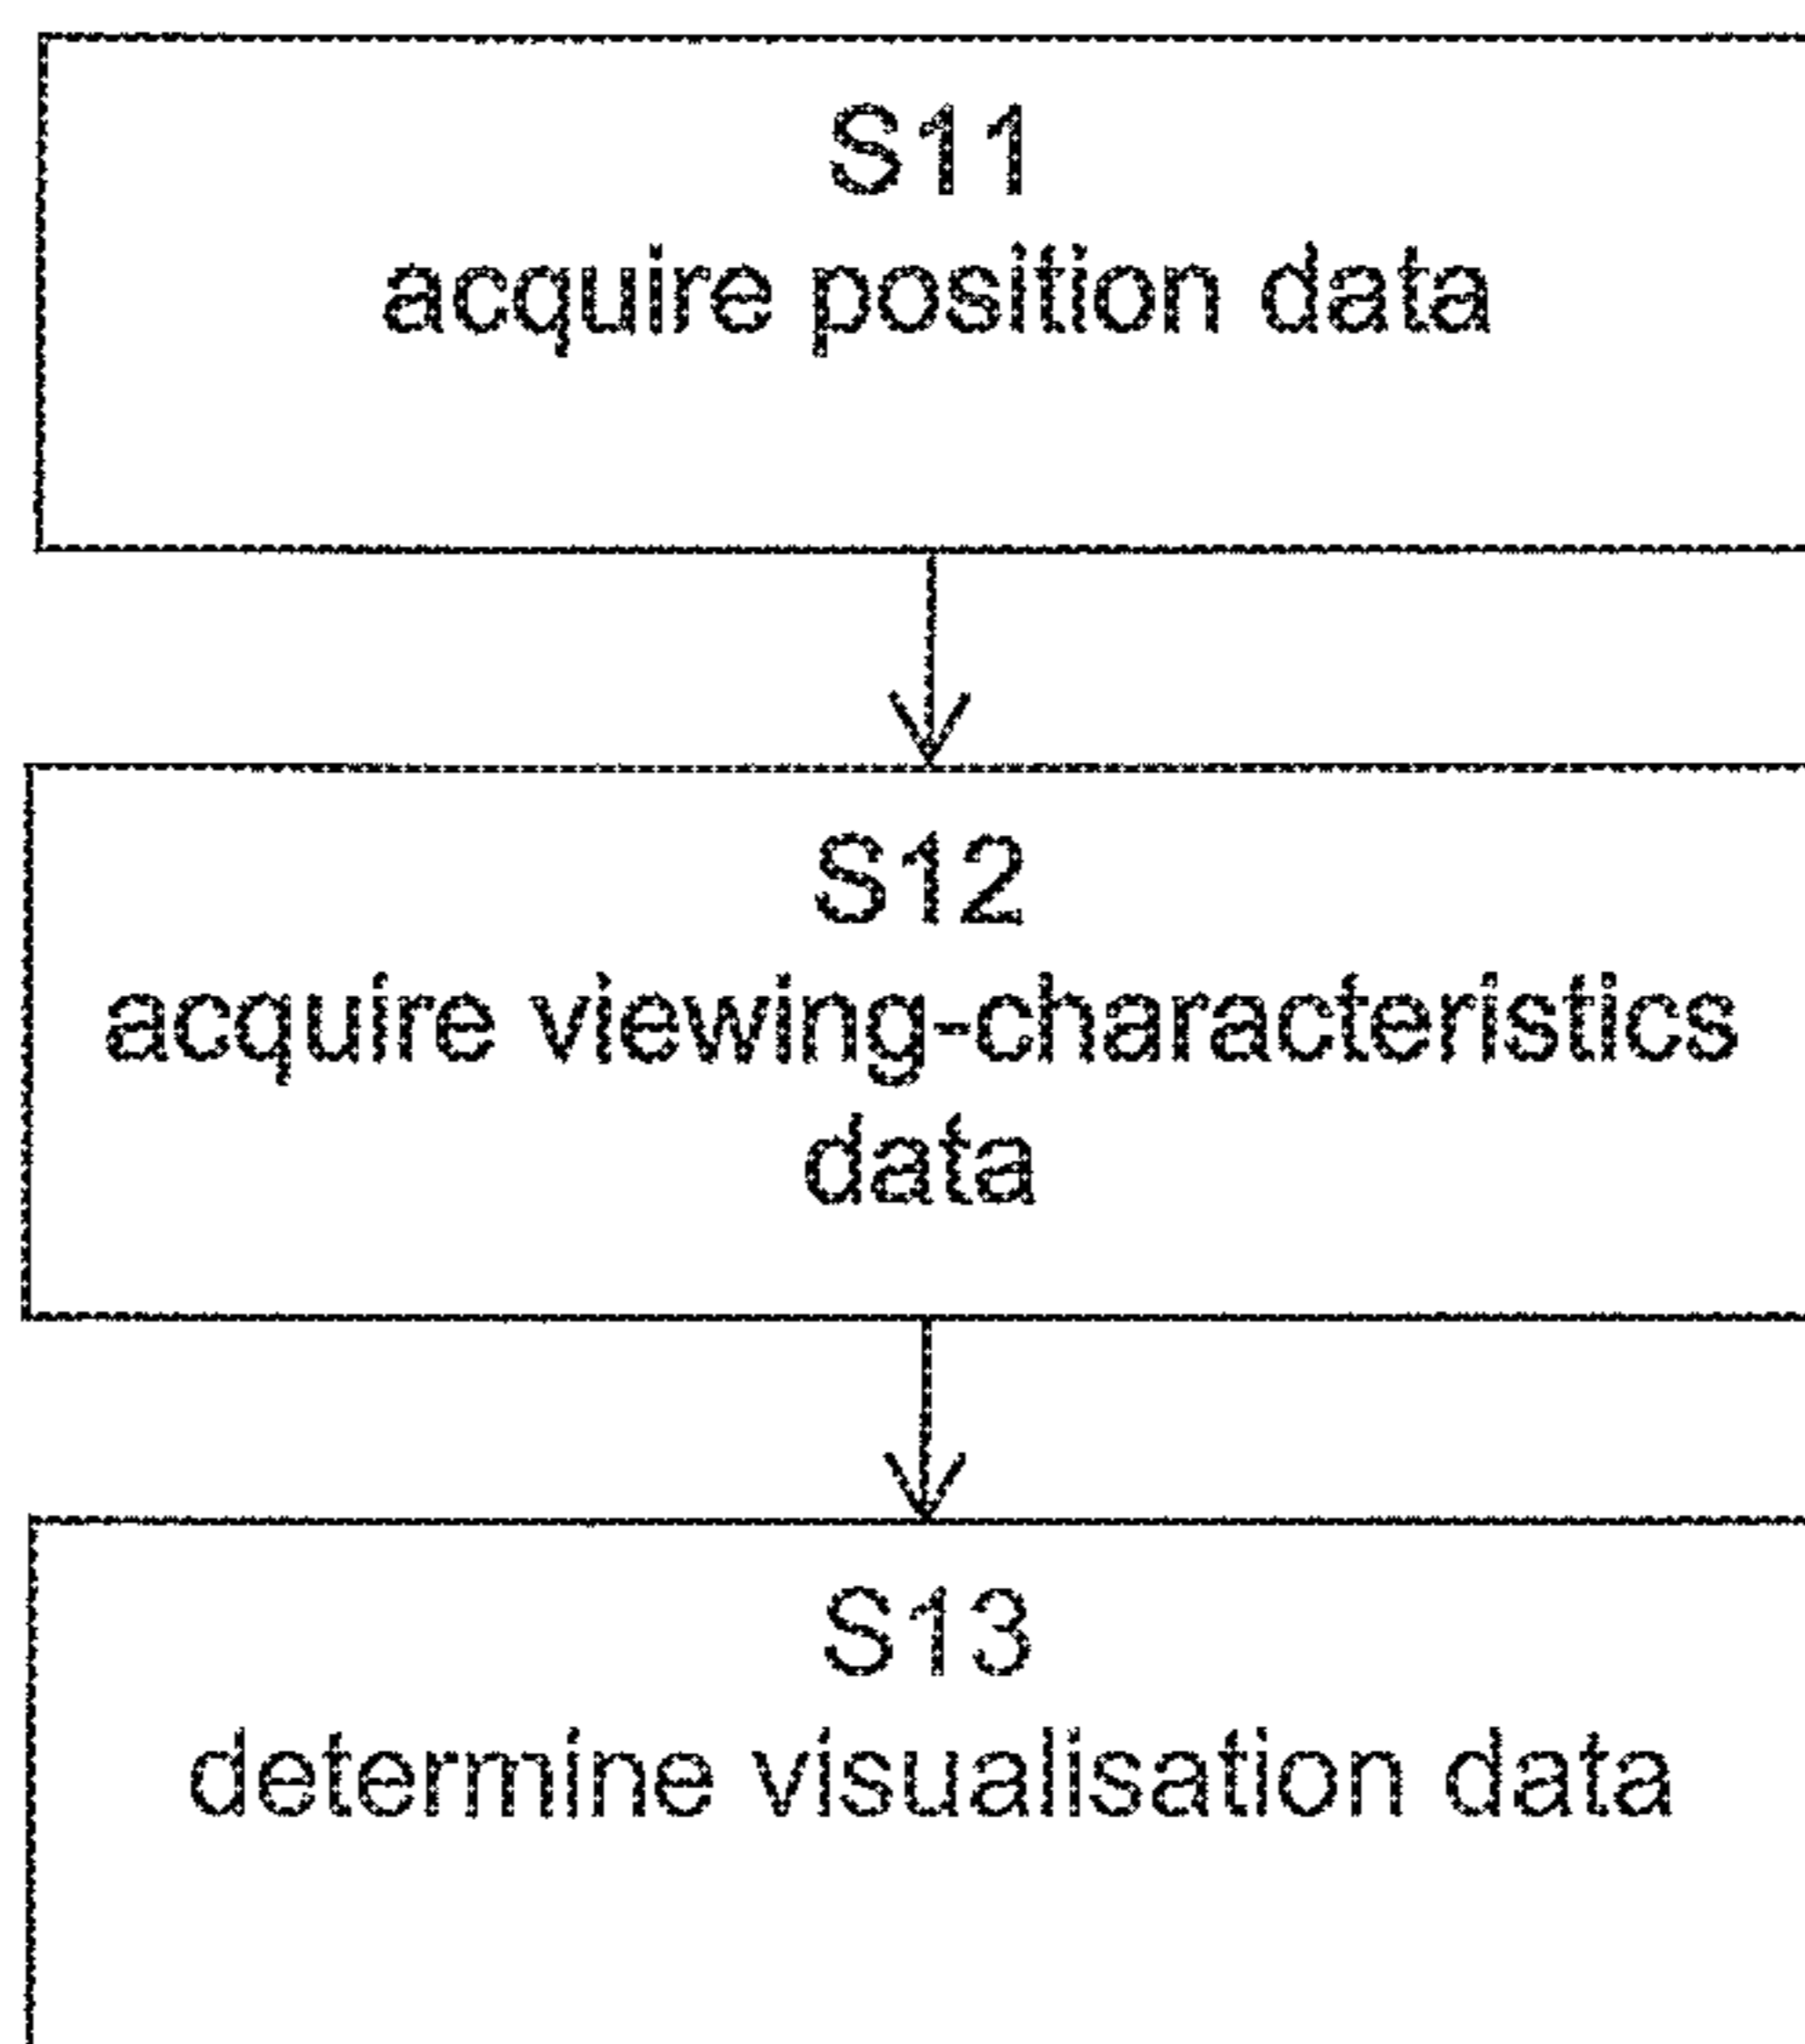 S11
acquire position data
S12
acquire viewing-characteristics
data
S13
determine visualisation data